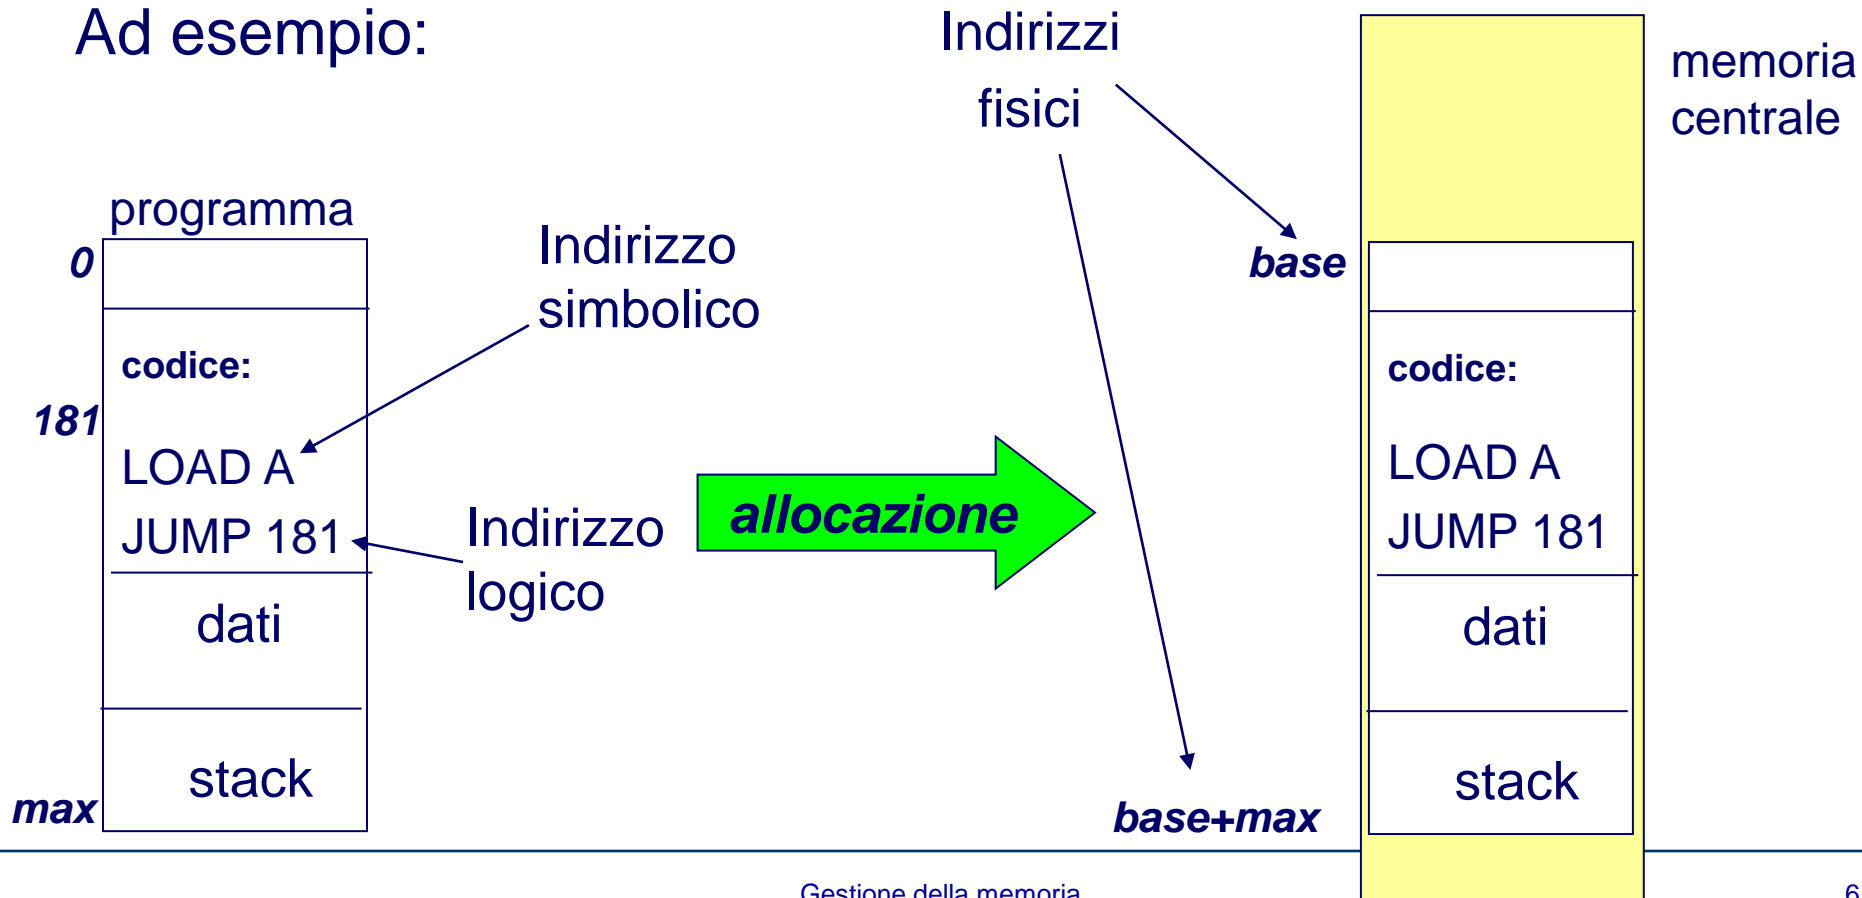 Ad esempio:
Indirizzi
fisici
memoria
centrale
programma
0
Indirizzo
simbolico
base
codice:
181
LOAD A
JUMP 181
Indirizzo
logico
allocazione
codice:
LOAD A
JUMP 181
dati
dati
stack
stack
max
base+max
Gestione della memoria
6